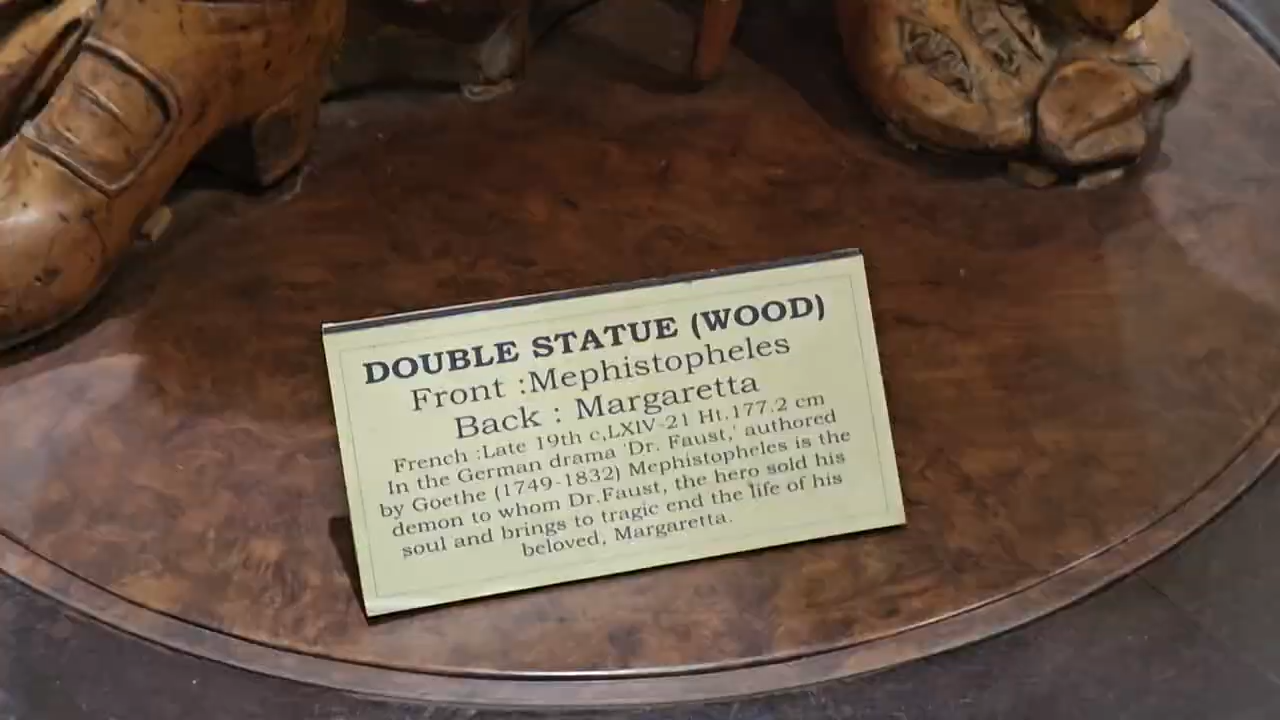 DOUBLE STATUE (WOOD)
Front :Mephistopheles
Back : Margaretta
French :Late 19th c,LXIV-21 Ht.177.2 cm
In the German drama 'Dr. Faust,' authored
by Goethe (1749-1832) Mephistopheles is the
demon to whom Dr.Faust, the hero sold his
soul and brings to tragic end the life of his
beloved, Margaretta.